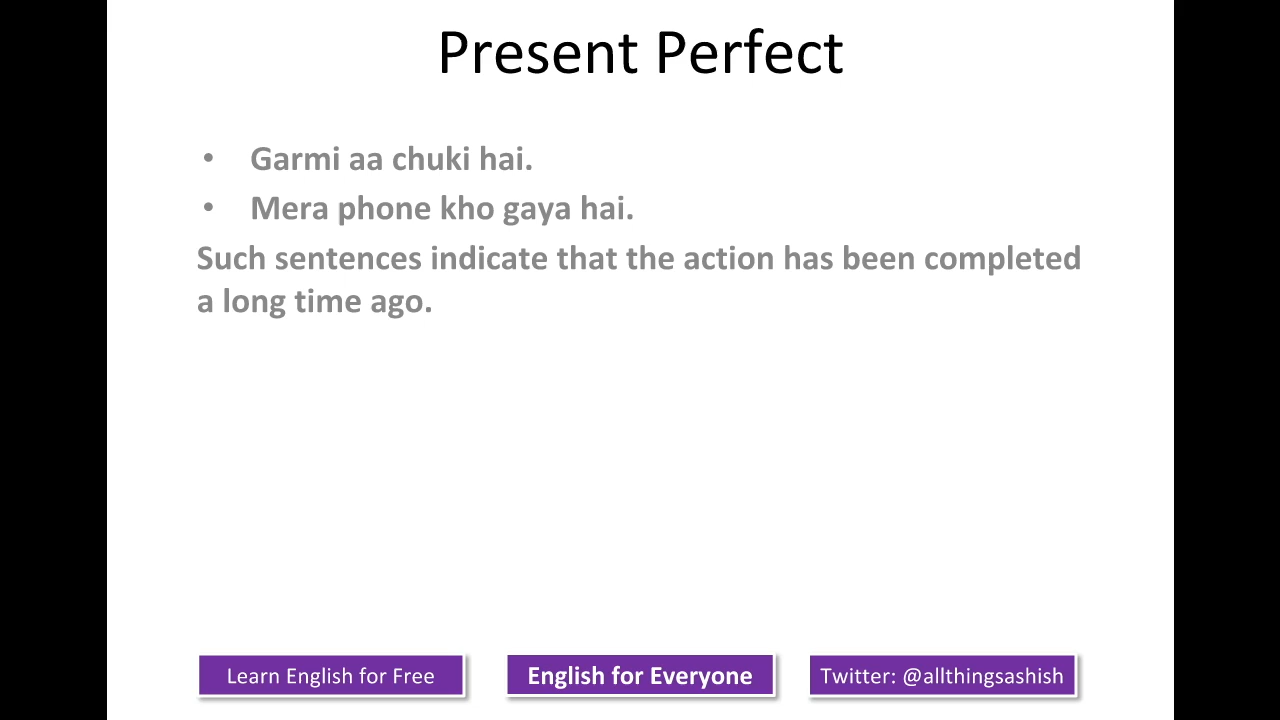 Present Perfect
• Garmi aa chuki hai.
• Mera phone kho gaya hai.
Such sentences indicate that the action has been completed
a long time ago.
Learn English for Free
English for Everyone
Twitter: @allthingsashish